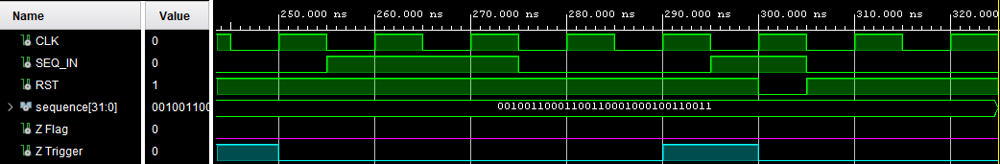 Name Value 250.000 ns 260.000 ns 270.000 ns 280.000 ns 290.000 ns 300.000 ns 310.000 ns 320.000
CLK 0
SEQ_IN 0
RST 1
sequence[31:0] 001001100 00100110001100110001000100110011
Z Flag 0
Z Trigger 0